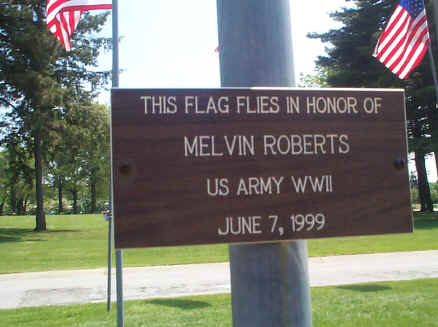 THIS FLAG FLIES IN HONOR OF
MELVIN ROBERTS
US ARMY WWII
JUNE 7, 1999